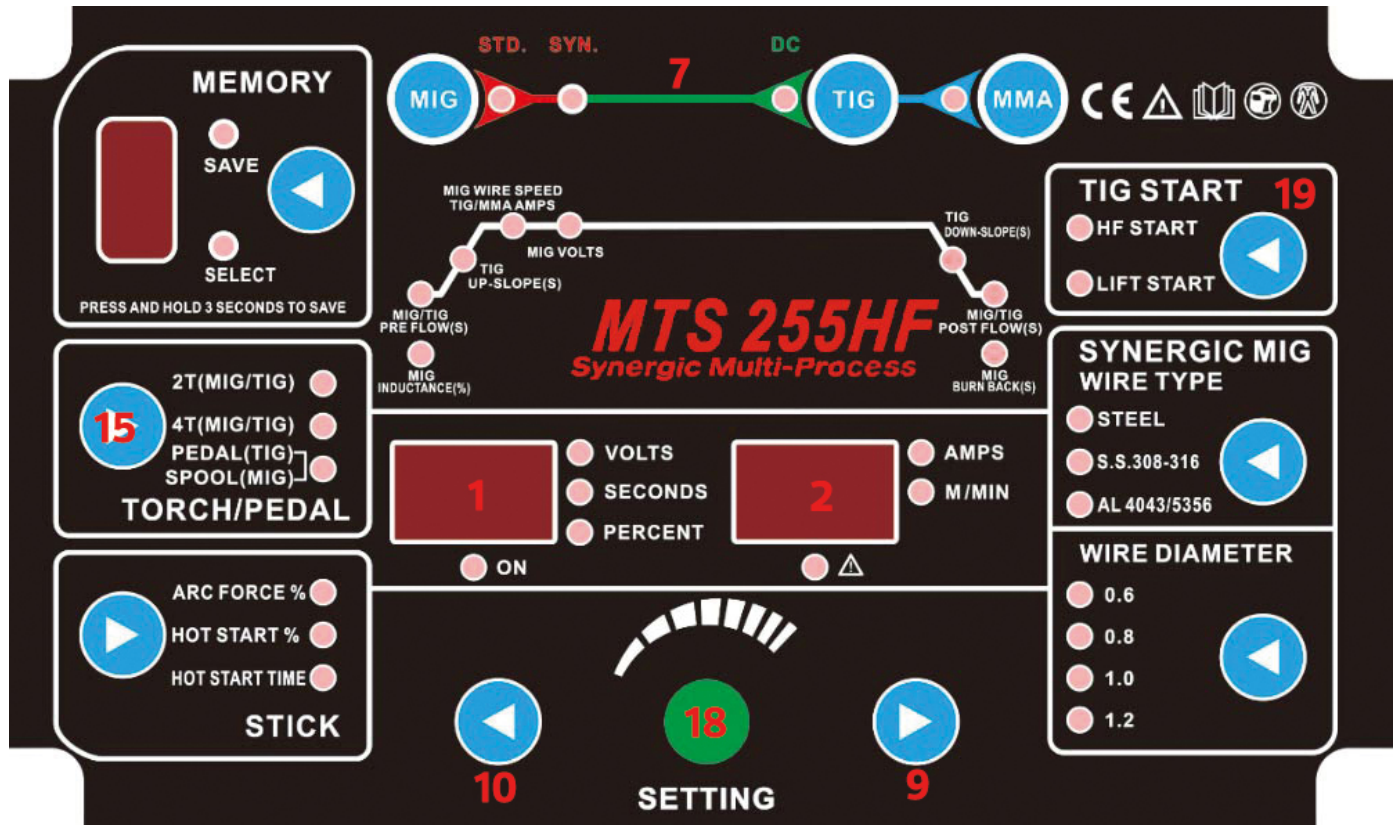 STD.
SYN.
7
DC
MIG
TIG
MMA
CE
MEMORY
SAVE
SELECT
PRESS AND HOLD 3 SECONDS TO SAVE
MIG WIRE SPEED
TIG/MMA AMPS
MIG VOLTS
TIG
UP-SLOPE(S)
MIG/TIG
PRE FLOW(S)
MIG
INDUCTANCE(%)
TIG
DOWN-SLOPE(S)
MIG/TIG
POST FLOW(S)
MIG
BURN BACK(S)
MTS 255HF
Synergic Multi-Process
TIG START
19
HF START
LIFT START
2T(MIG/TIG)
15
4T(MIG/TIG)
PEDAL(TIG)
SPOOL(MIG)
TORCH/PEDAL
1
VOLTS
SECONDS
PERCENT
ON
2
AMPS
M/MIN
SYNERGIC MIG
WIRE TYPE
STEEL
S.S.308-316
AL 4043/5356
WIRE DIAMETER
0.6
0.8
1.0
1.2
ARC FORCE %
HOT START %
HOT START TIME
STICK
10
18
9
SETTING